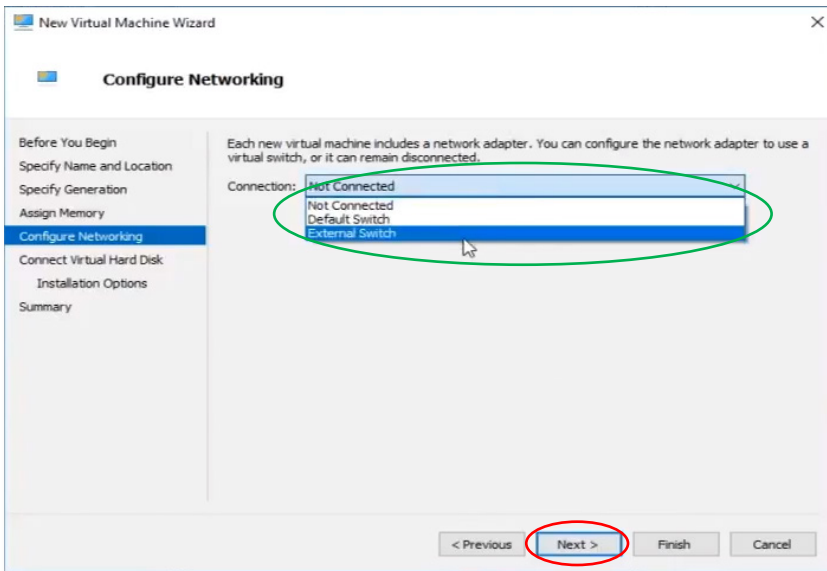 New Virtual Machine Wizard
Configure Networking
Before You Begin
Specify Name and Location
Specify Generation
Assign Memory
Configure Networking
Connect Virtual Hard Disk
Installation Options
Summary
Each new virtual machine includes a network adapter. You can configure the network adapter to use a
virtual switch, or it can remain disconnected.
Connection: Not Connected
Not Connected
Default Switch
External Switch
< Previous Next > Finish Cancel